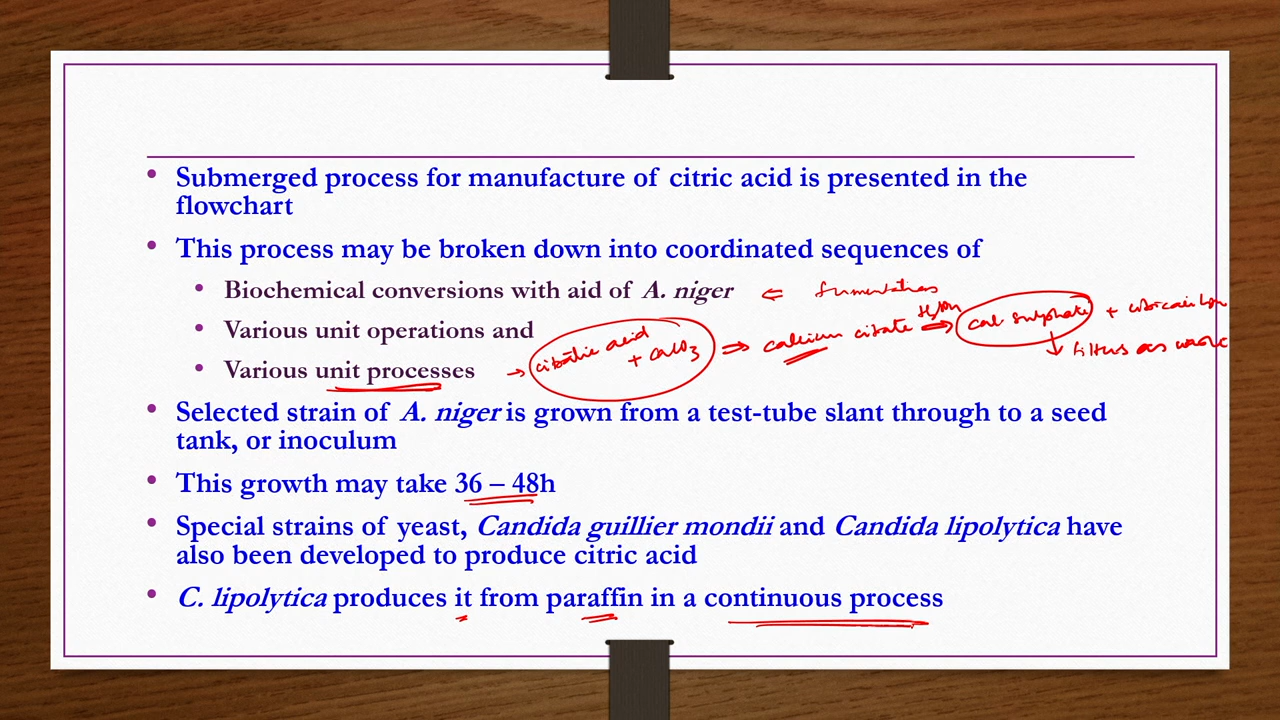 Submerged process for manufacture of citric acid is presented in the
flowchart
This process may be broken down into coordinated sequences of
Biochemical conversions with aid of A. niger ⇐ fermentation
Various unit operations and
Various unit processes → citric acid + CaCO3 ⇒ calcium citate ⇒ cal sulphate +
↓ filters as waste
Selected strain of A. niger is grown from a test-tube slant through to a seed
tank, or inoculum
This growth may take 36 – 48h
Special strains of yeast, Candida guillier mondii and Candida lipolytica have
also been developed to produce citric acid
C. lipolytica produces it from paraffin in a continuous process